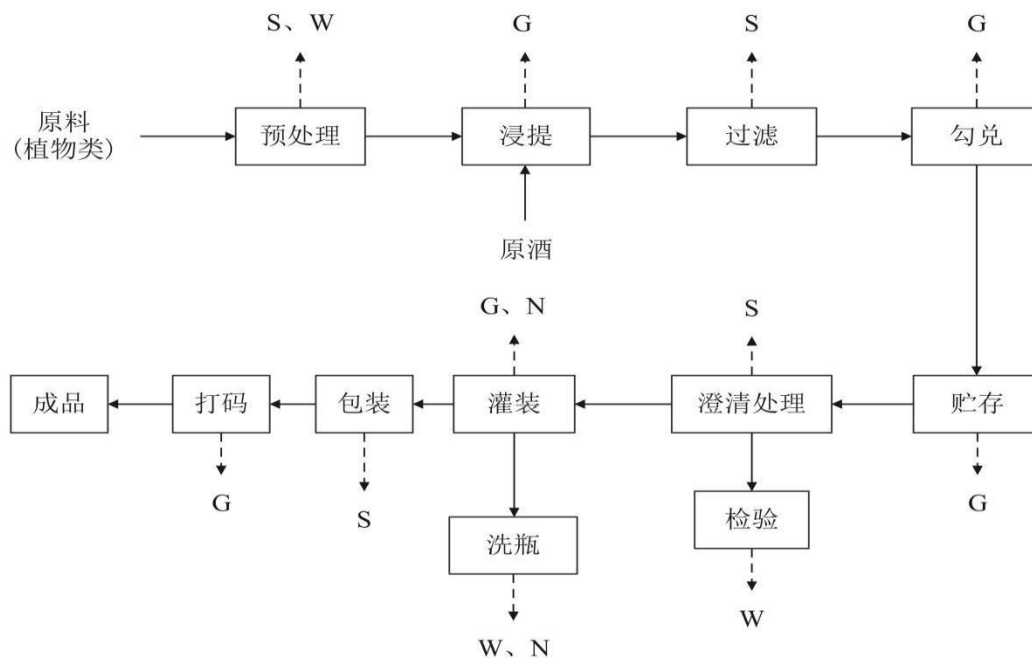 S、W
G
S
G
原料
(植物类)
预处理
浸提
过滤
勾兑
原酒
G、N
S
成品
打码
包装
灌装
澄清处理
贮存
G
S
洗瓶
检验
G
W、N
W